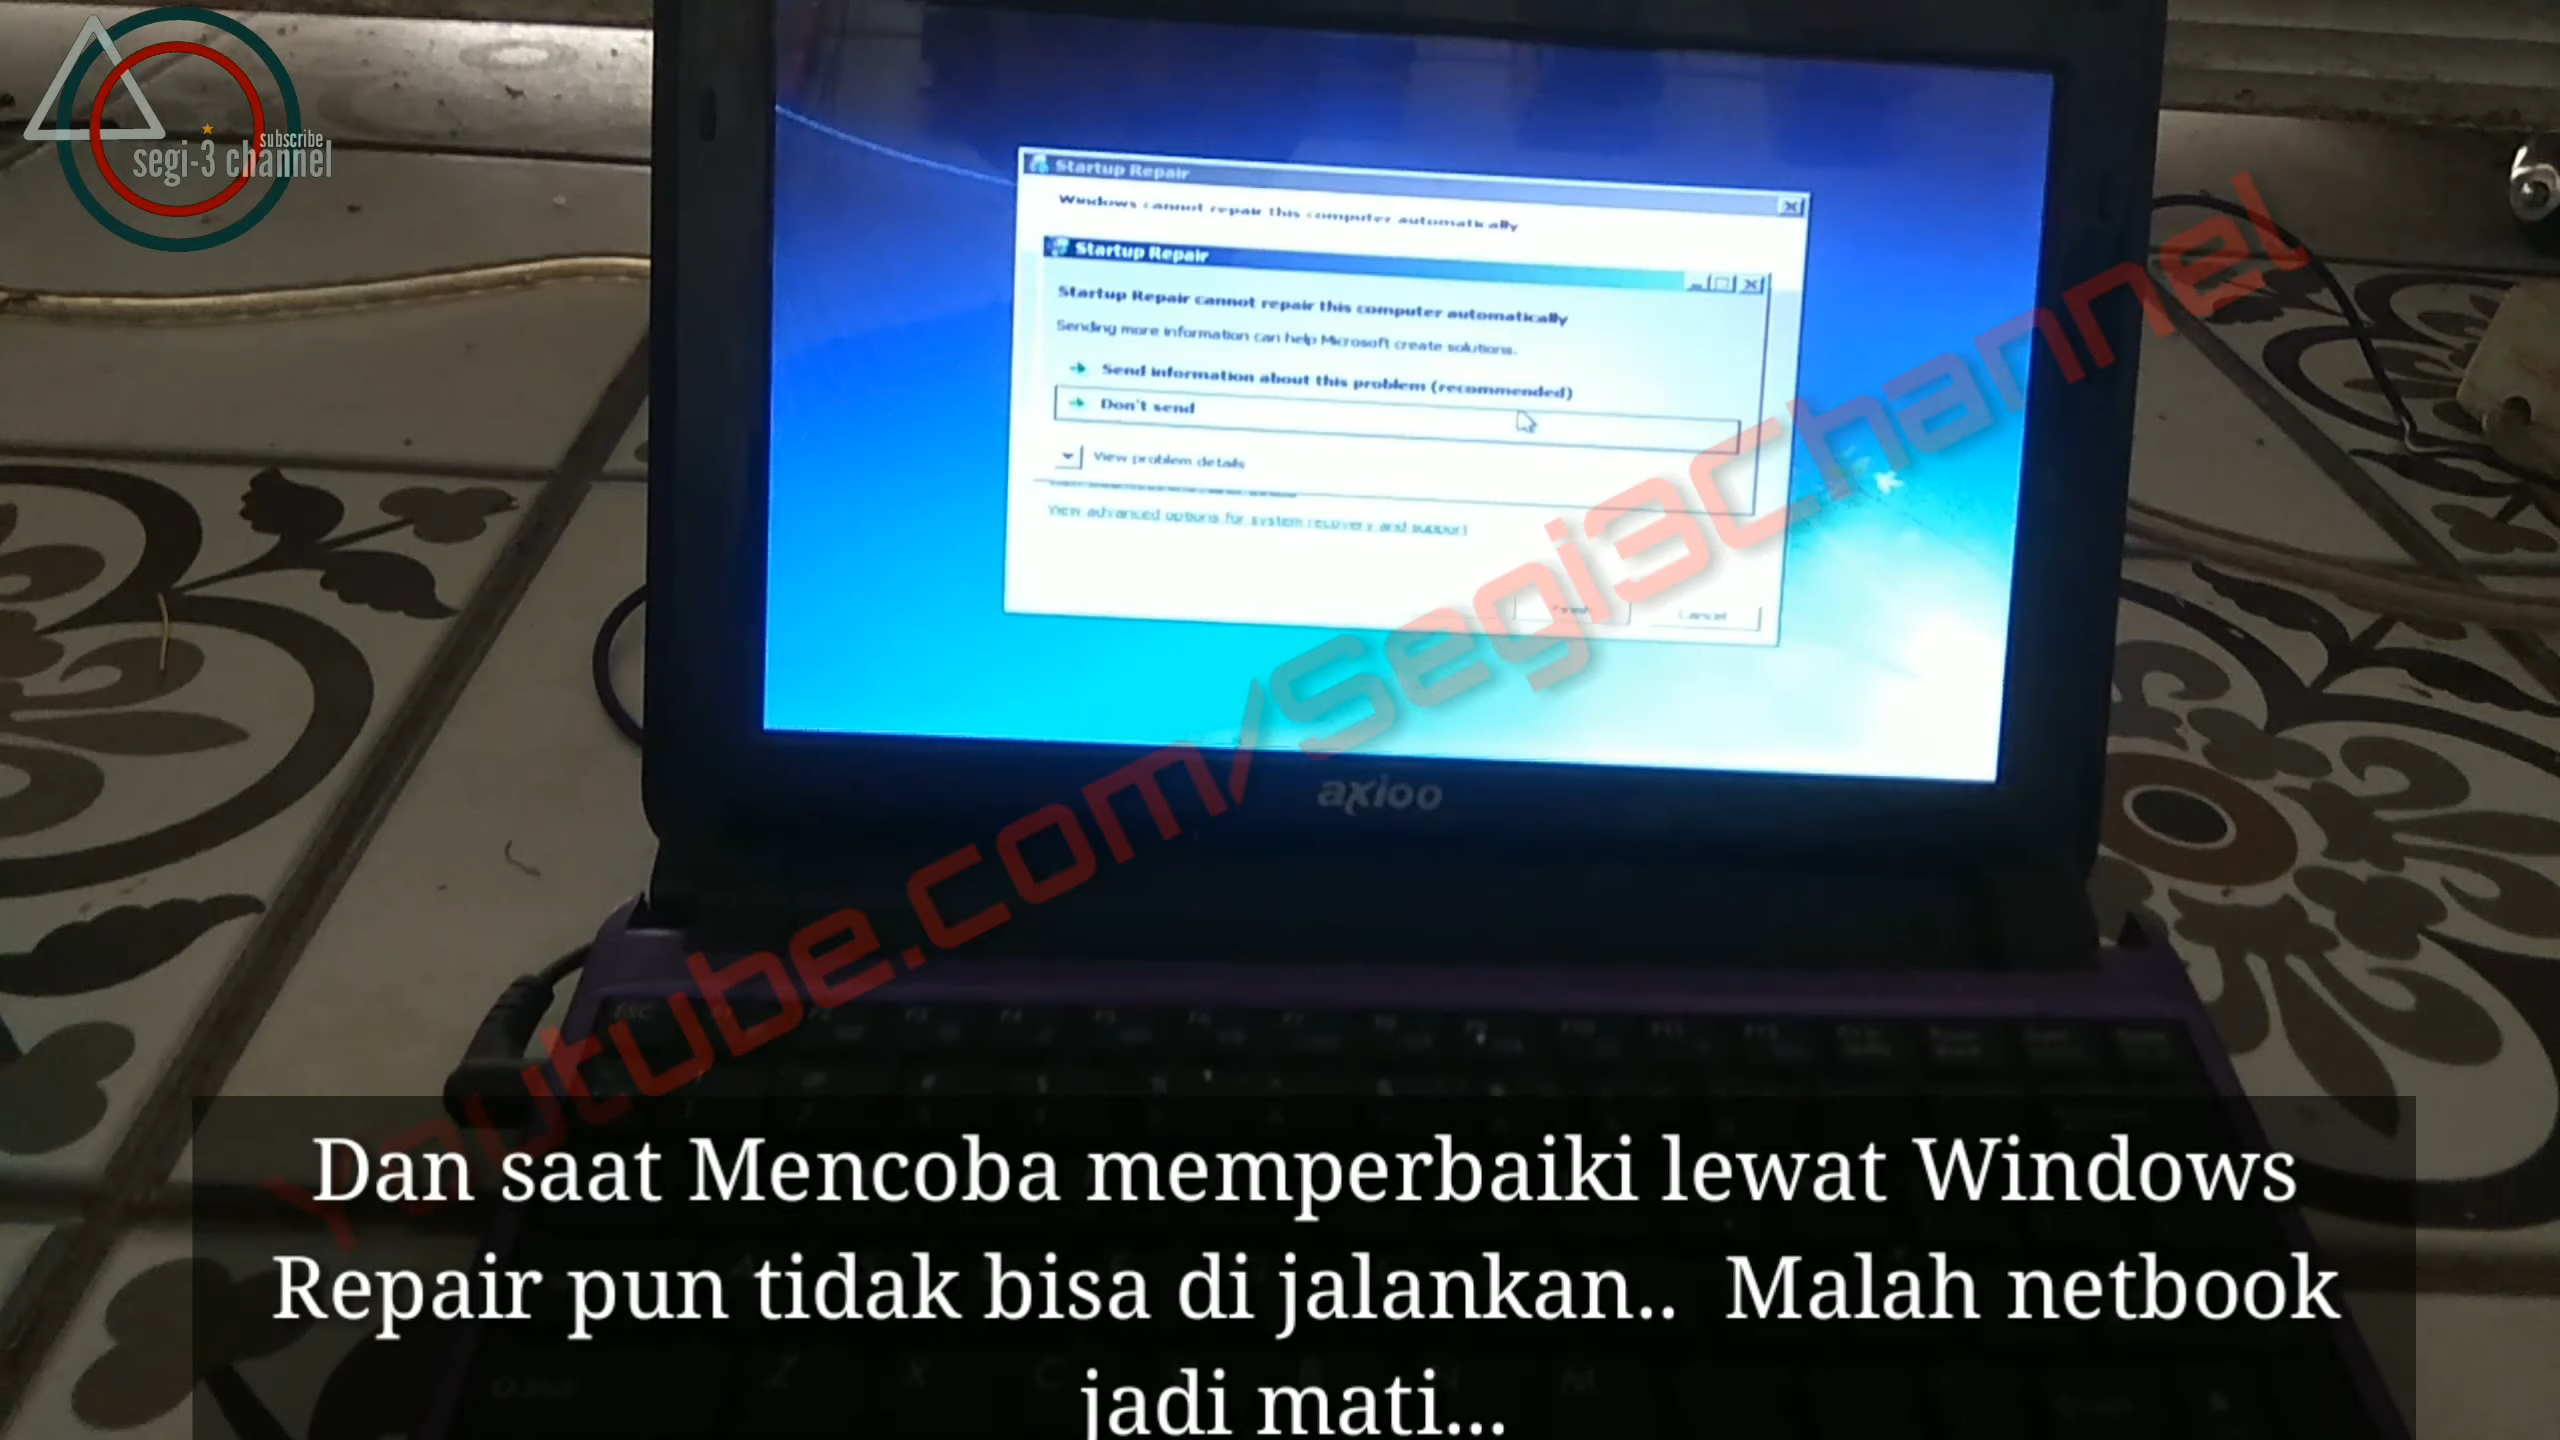 subscribe
segi-3 channel
Startup Repair
Windows cannot repair this computer automatically
Startup Repair
Startup Repair cannot repair this computer automatically
Sending more information can help Microsoft create solutions.
Send information about this problem (recommended)
Don't send
View problem details
View advanced options for system recovery and support
Finish
Cancel
axioo
Youtube.com/segi3channel
Dan saat Mencoba memperbaiki lewat Windows
Repair pun tidak bisa di jalankan.. Malah netbook
jadi mati...